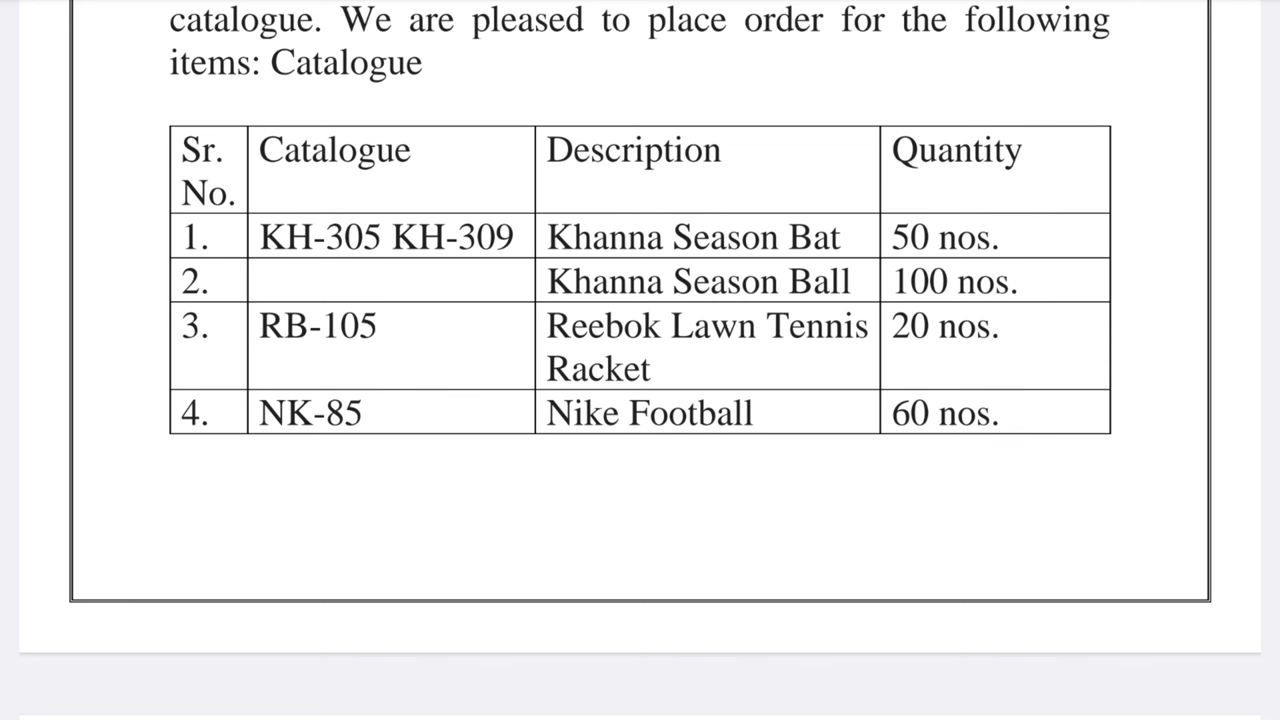 catalogue. We are pleased to place order for the following
items: Catalogue
Sr. No. Catalogue Description Quantity
1. KH-305 KH-309 Khanna Season Bat 50 nos.
2. Khanna Season Ball 100 nos.
3. RB-105 Reebok Lawn Tennis Racket 20 nos.
4. NK-85 Nike Football 60 nos.